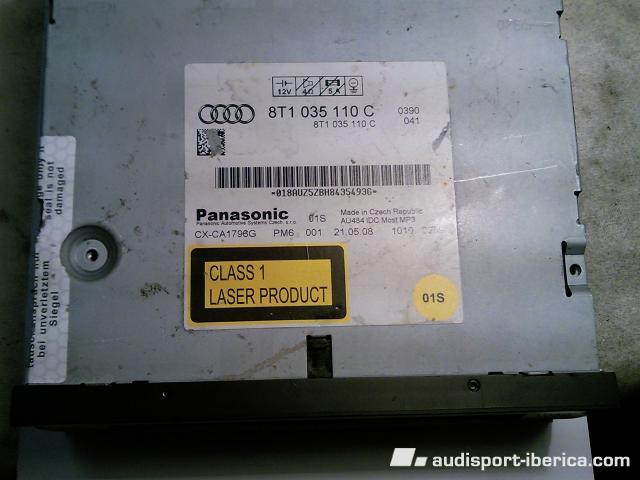 12V 4Ω 5A
8T1 035 110 C 0390
8T1 035 110 C 041
-018AUZ5ZBH8435493G-
Panasonic 01S Made in Czech Republic
Panasonic Automotive Systems Czech, s.r.o. AU484 IDC Most MP3
CX-CA1796G PM6 001 21.05.08 1010
CLASS 1
LASER PRODUCT
01S
seal is not
damaged
bei unverletztem
Siegel
audisport-iberica.com